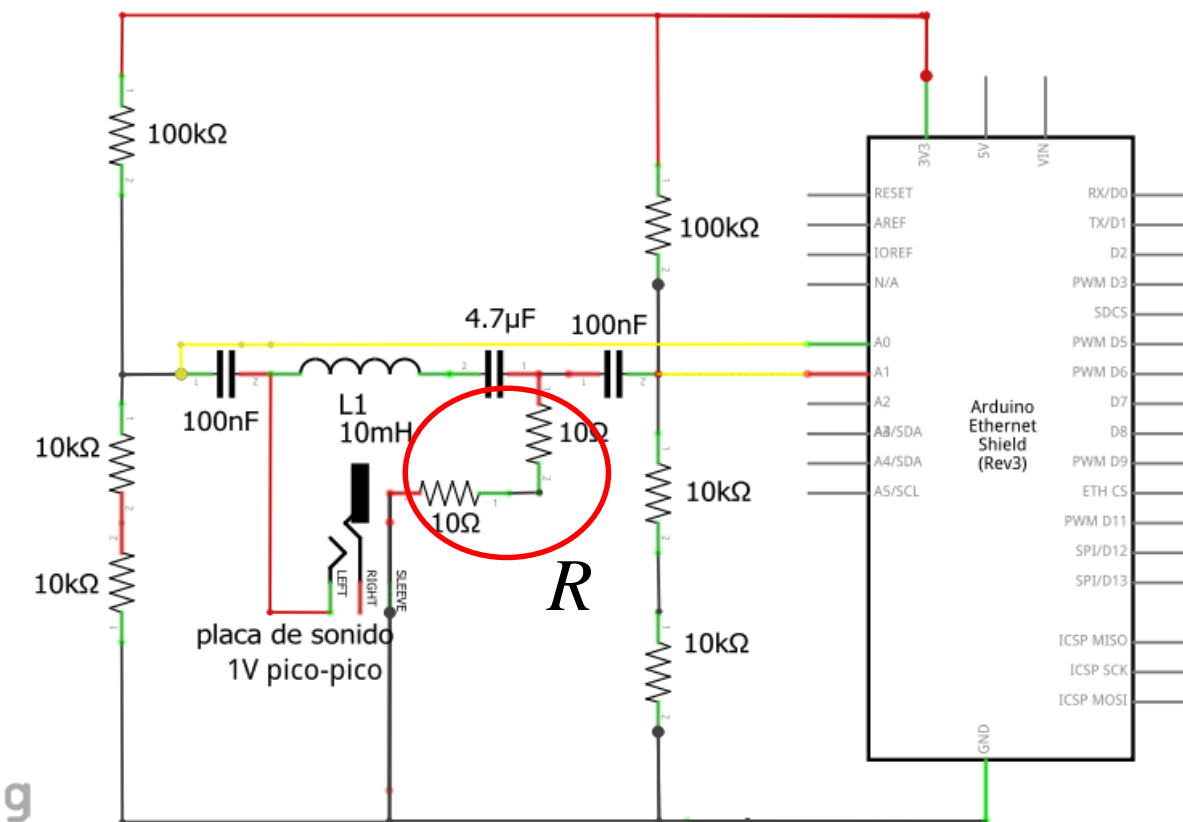 100kΩ
100kΩ
4.7μF
100nF
100nF
L1
10mH
10Ω
10Ω
R
10kΩ
10kΩ
10kΩ
10kΩ
LEFT
RIGHT
SLEEVE
placa de sonido
1V pico-pico
3V3
5V
VIN
RESET
AREF
IOREF
N/A
A0
A1
A2
A4/SDA
A5/SCL
Arduino
Ethernet
Shield
(Rev3)
RX/D0
TX/D1
D2
PWM D3
SDCS
PWM D5
PWM D6
D7
D8
PWM D9
ETH CS
PWM D11
SPI/D12
SPI/D13
ICSP MISO
ICSP SCK
ICSP MOSI
GND
g